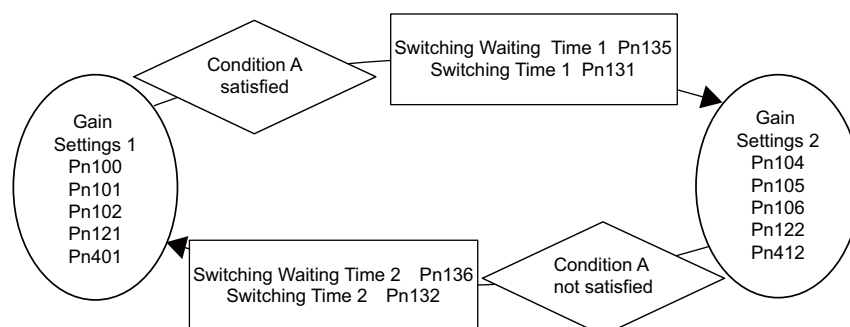 Condition A
satisfied
Switching Waiting Time 1 Pn135
Switching Time 1 Pn131
Gain
Settings 1
Pn100
Pn101
Pn102
Pn121
Pn401
Gain
Settings 2
Pn104
Pn105
Pn106
Pn122
Pn412
Switching Waiting Time 2 Pn136
Switching Time 2 Pn132
Condition A
not satisfied